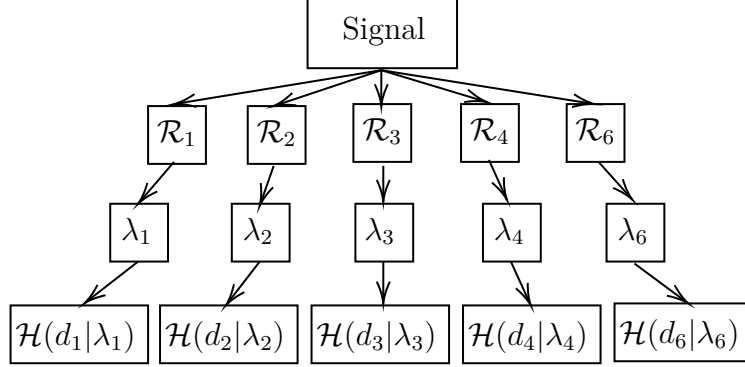 Signal
ℛ₁ ℛ₂ ℛ₃ ℛ₄ ℛ₆
λ₁ λ₂ λ₃ λ₄ λ₆
ℋ(d₁|λ₁) ℋ(d₂|λ₂) ℋ(d₃|λ₃) ℋ(d₄|λ₄) ℋ(d₆|λ₆)